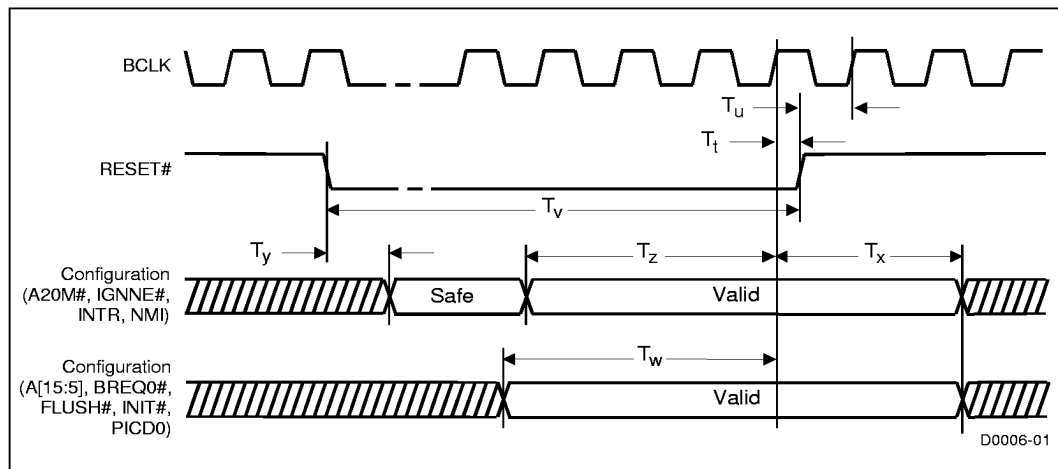 BCLK
Tu
Tt
RESET#
Tv
Ty
Tz
Tx
Configuration
(A20M#, IGNNE#,
INTR, NMI)
Safe
Valid
Tw
Configuration
(A[15:5], BREQ0#,
FLUSH#, INIT#,
PICD0)
Valid
D0006-01